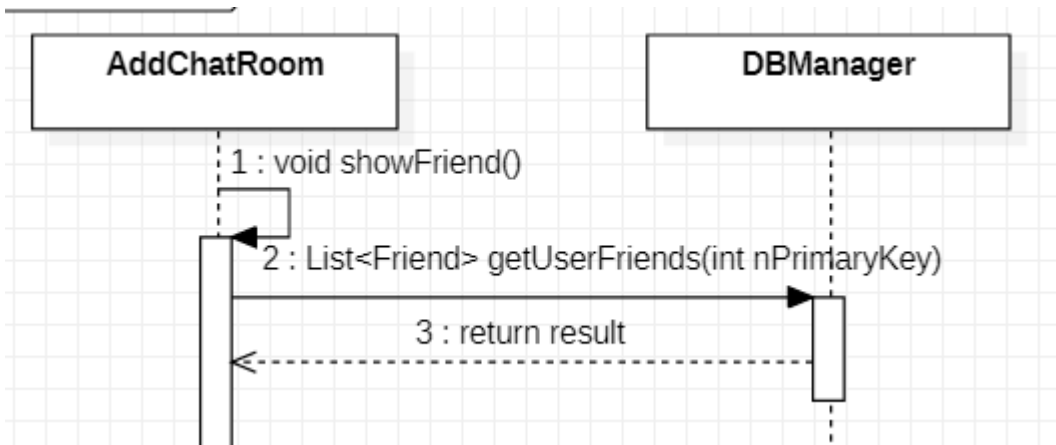 AddChatRoom
DBManager
1 : void showFriend()
2 : List<Friend> getUserFriends(int nPrimaryKey)
3 : return result